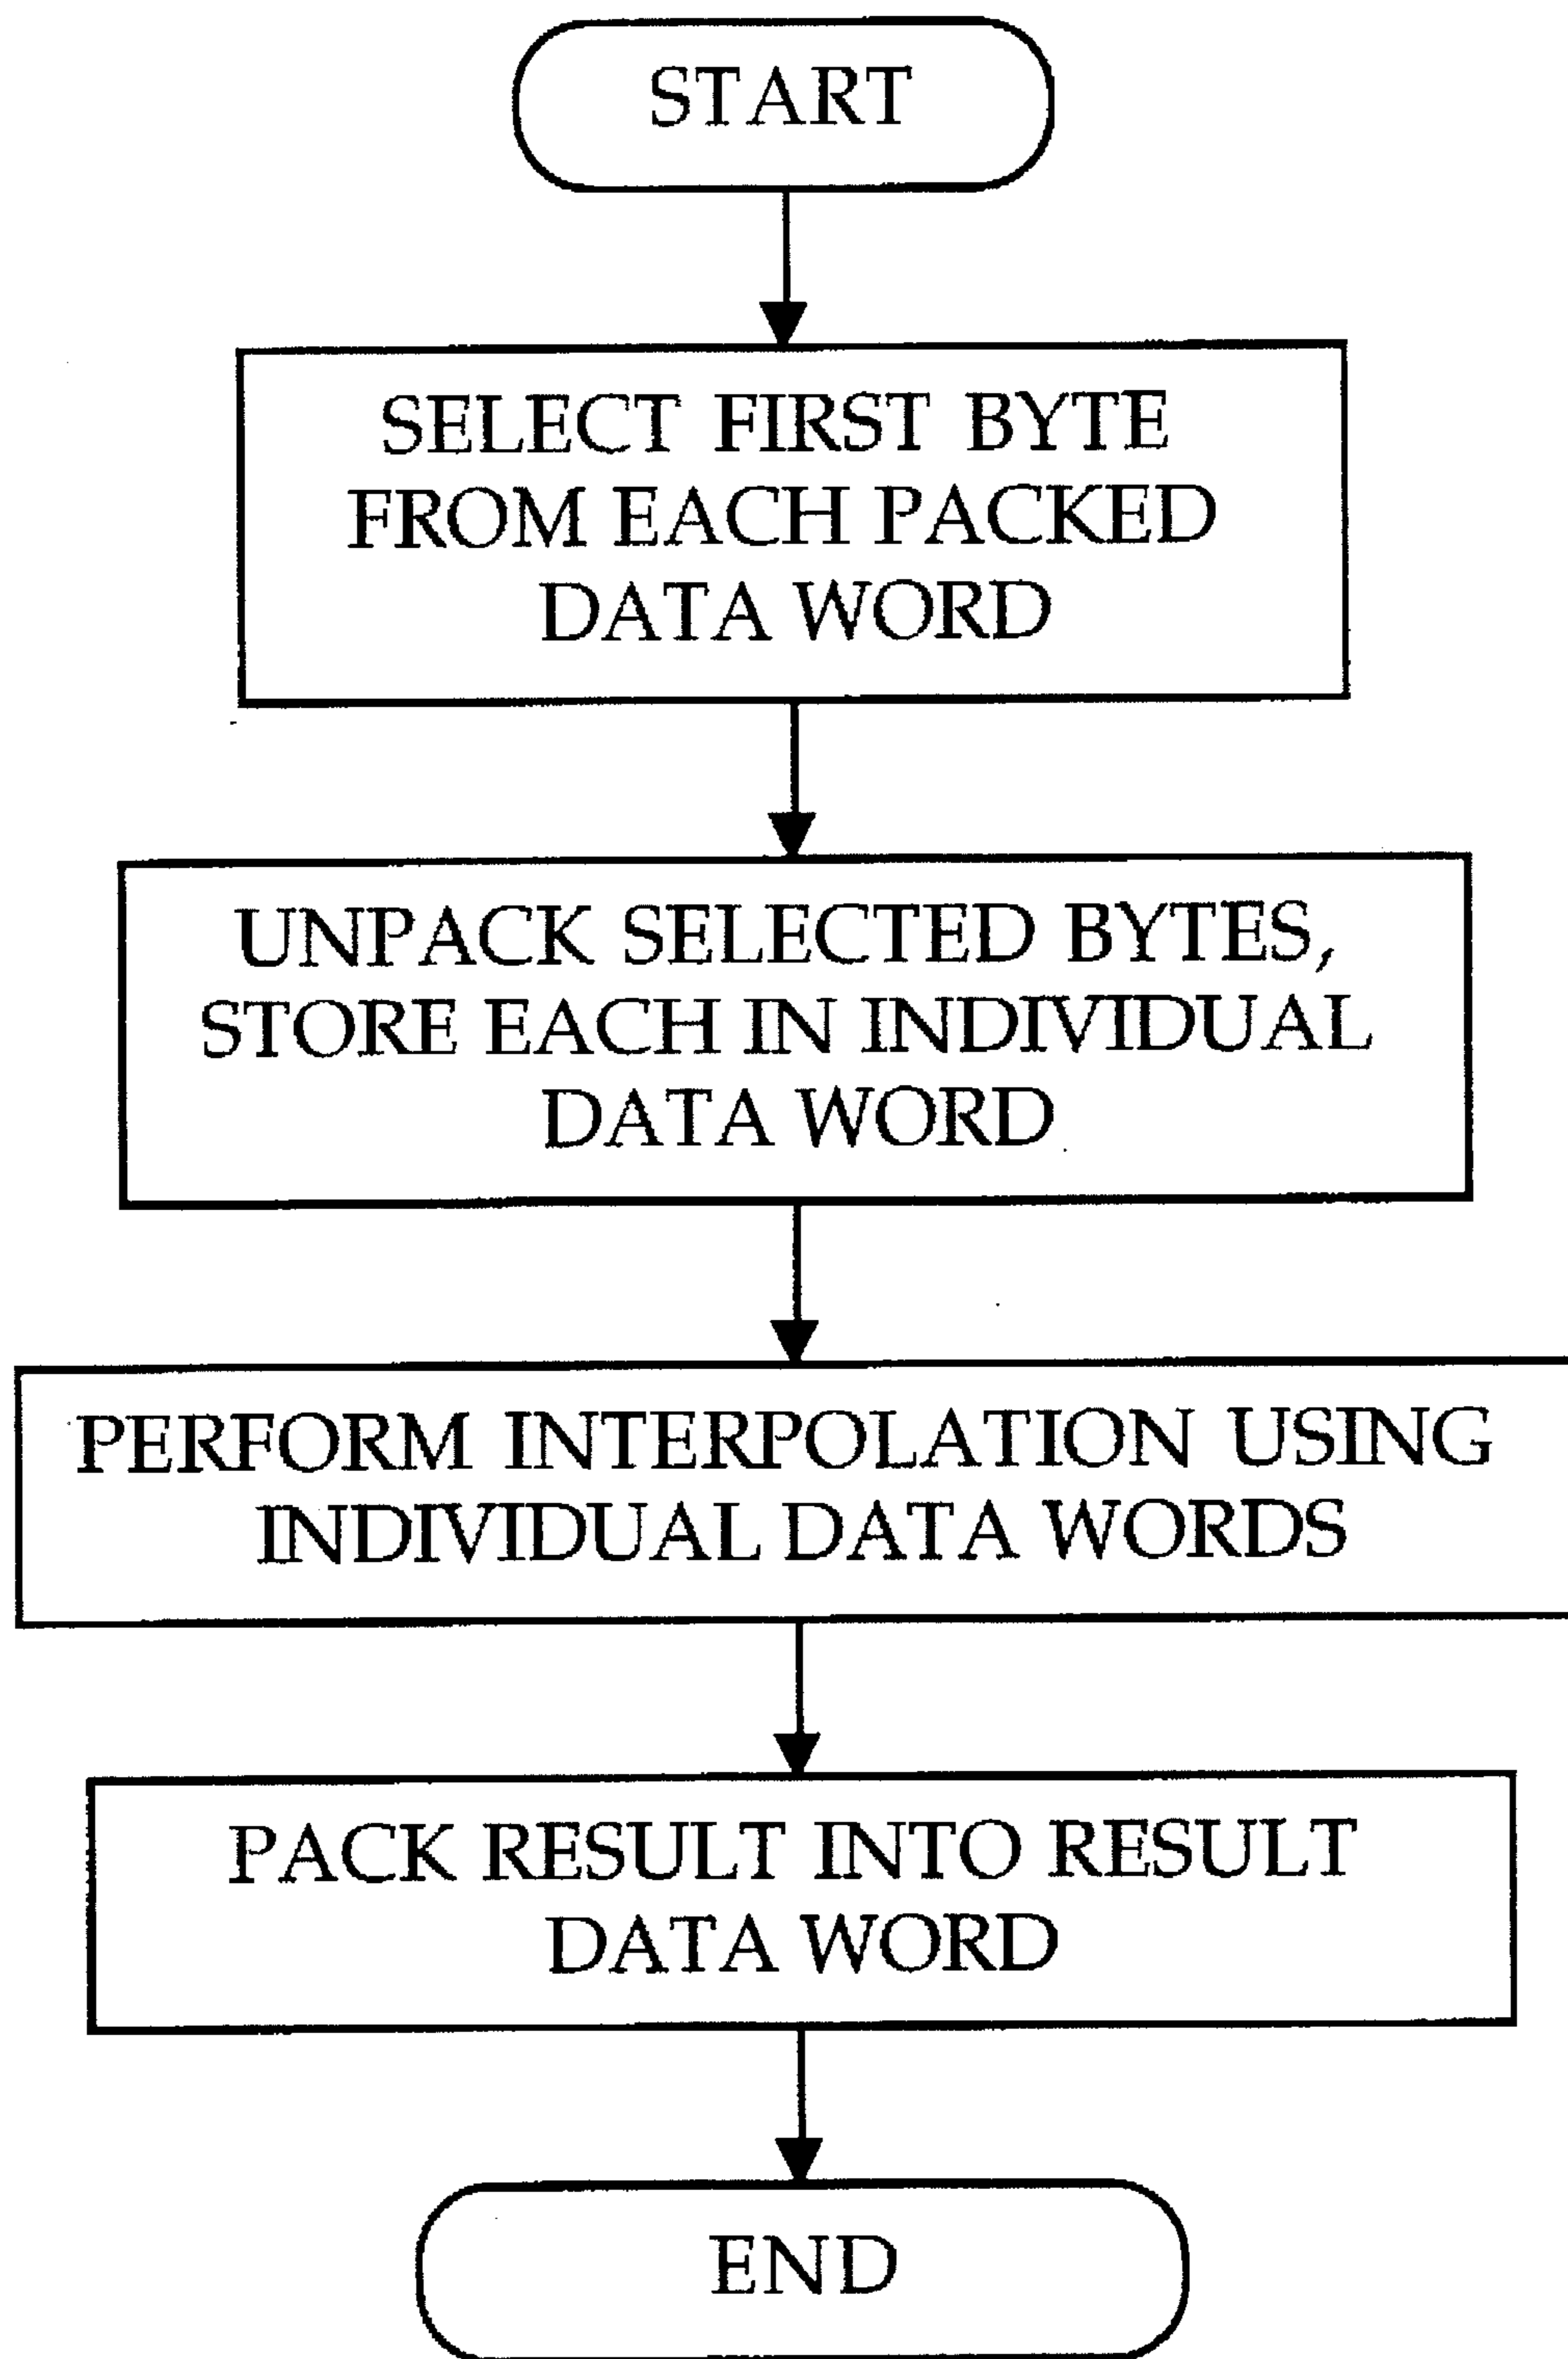 START
SELECT FIRST BYTE
FROM EACH PACKED
DATA WORD
UNPACK SELECTED BYTES,
STORE EACH IN INDIVIDUAL
DATA WORD
PERFORM INTERPOLATION USING
INDIVIDUAL DATA WORDS
PACK RESULT INTO RESULT
DATA WORD
END